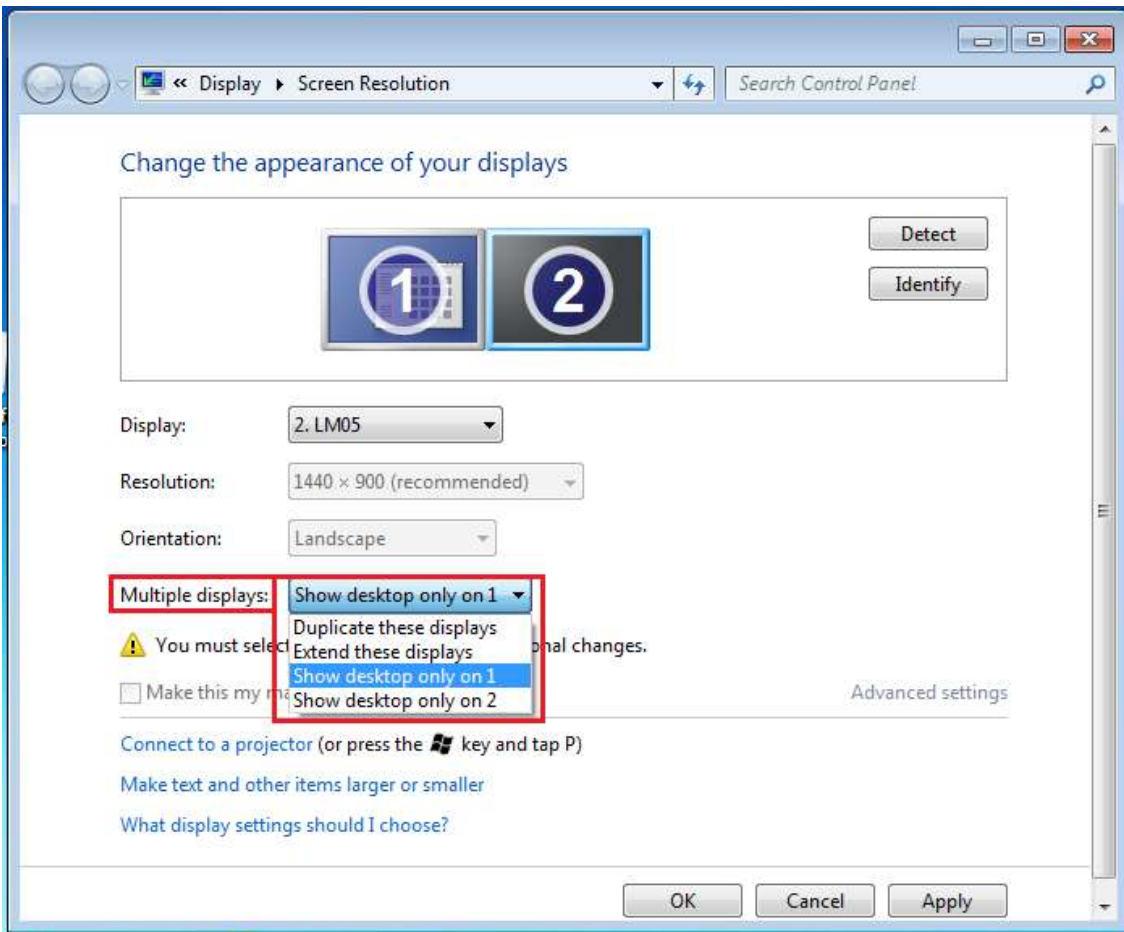 « Display ▸ Screen Resolution
Search Control Panel
Change the appearance of your displays
1 2
Detect
Identify
Display: 2. LM05
Resolution: 1440 × 900 (recommended)
Orientation: Landscape
Multiple displays: Show desktop only on 1
Duplicate these displays
You must select onal changes.
Extend these displays
Show desktop only on 1
Make this my ma Advanced settings
Show desktop only on 2
Connect to a projector (or press the key and tap P)
Make text and other items larger or smaller
What display settings should I choose?
OK Cancel Apply